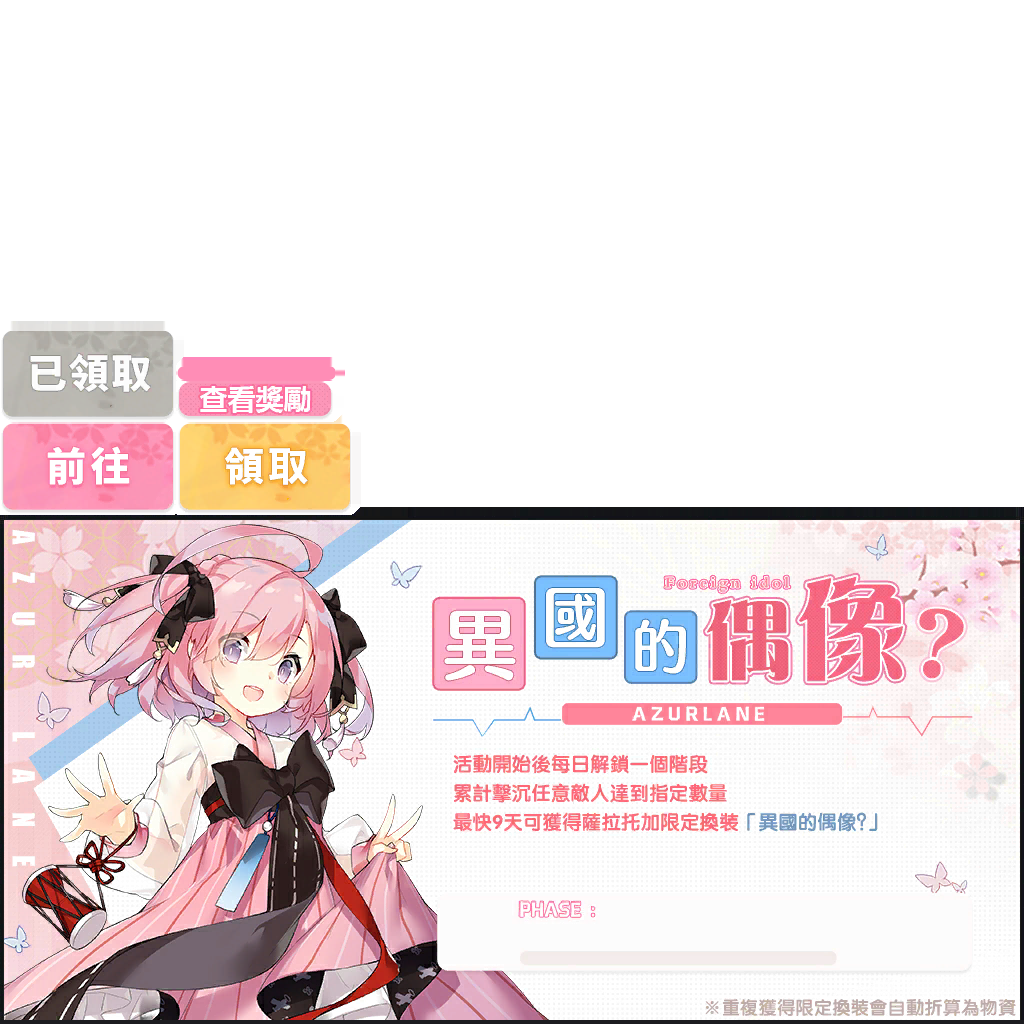 已領取
查看獎勵
前往
領取
AZUR LANE
Foreign idol
異國的偶像?
AZURLANE
活動開始後每日解鎖一個階段
累計擊沉任意敵人達到指定數量
最快9天可獲得薩拉托加限定換裝「異國的偶像?」
PHASE :
※重複獲得限定換裝會自動折算為物資